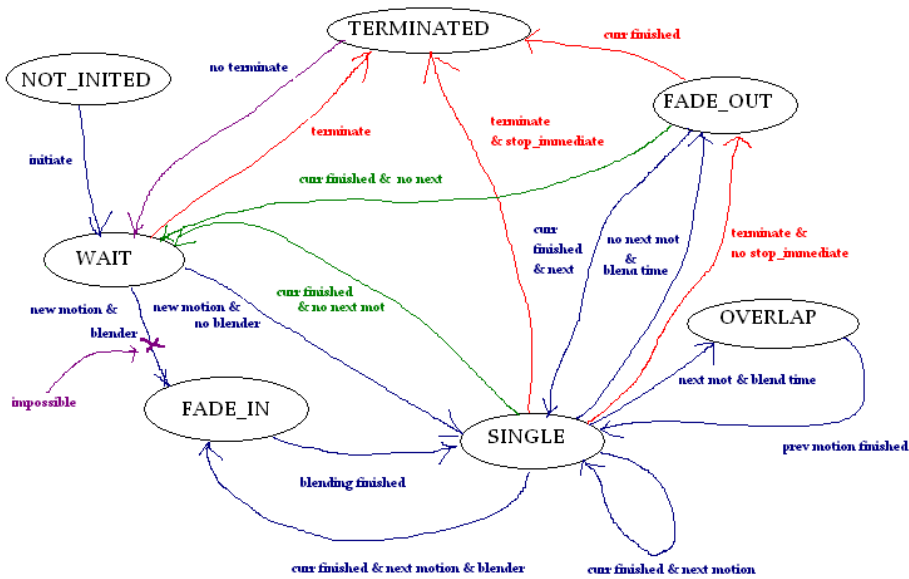 TERMINATED
curr finished
NOT_INITED
no terminate
FADE_OUT
terminate
& stop_immediate
terminate
initiate
curr finished & no next
WAIT
curr
finished
& next
no next mot
&
blend time
terminate &
no stop_immediate
curr finished
& no next mot
new motion &
blender
new motion &
no blender
OVERLAP
next mot & blend time
impossible
FADE_IN
SINGLE
prev motion finished
blending finished
curr finished & next motion & blender
curr finished & next motion